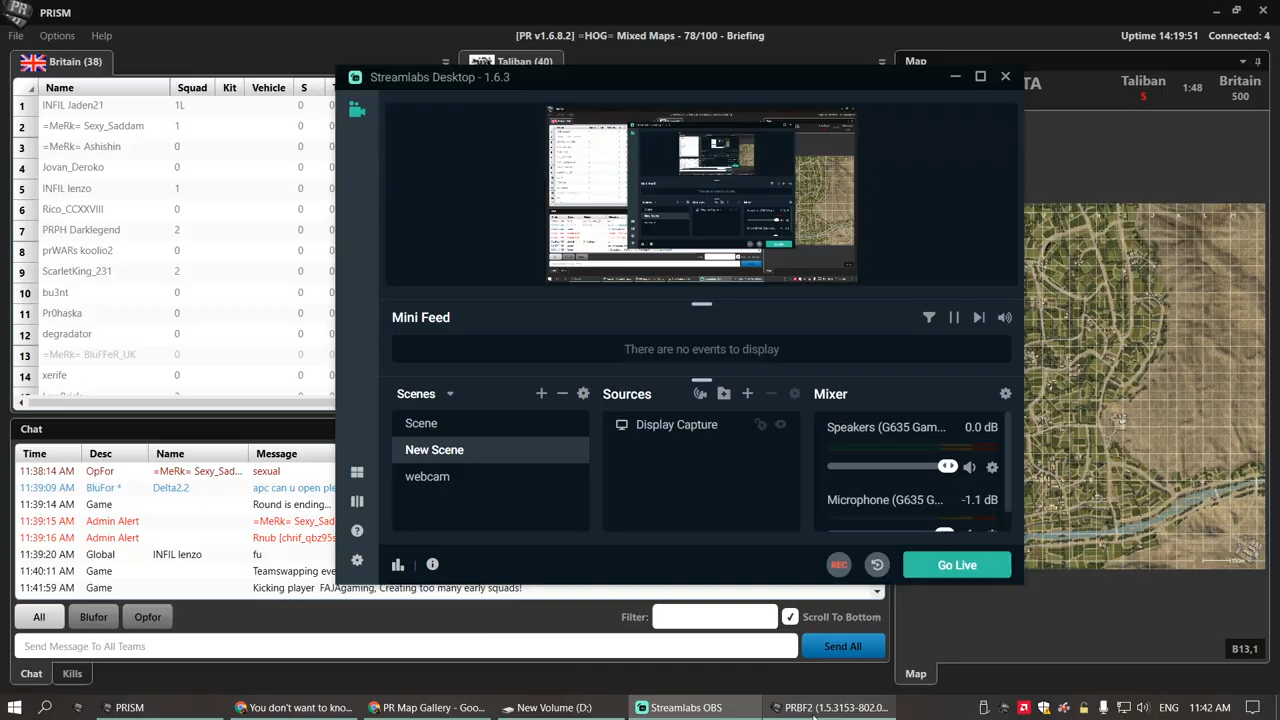 PRISM
File Options Help
[PR v1.6.8.2] =HOG= Mixed Maps - 78/100 - Briefing
Uptime 14:19:51 Connected: 4
Britain (38)
Taliban (40)
Map
Name Squad Kit Vehicle S
1 INFIL Jaden21 1L 0
2 =MeRk= Sexy_Saddam 1 0
3 =MeRk= Ashishin 0 0
4 Jovan_Deroko 0 0
5 INFIL lenzo 1 0
6 Rico_CCXVIII 0 0
7 PRPH Darklegend 2 0
8 prWARSapolio2 0 0
9 ScarletKing_231 2 0
10 bu3nt 0 0
11 Pr0haska 0 0
12 degradator 0 0
13 =MeRk= BluFFeR_UK 0 0
14 xerife 0 0
TA
Taliban
5
1:48
Britain
500
Streamlabs Desktop - 1.6.3
Mini Feed
There are no events to display
Scenes
Scene
New Scene
webcam
Sources
Display Capture
Mixer
Speakers (G635 Gam... 0.0 dB
Microphone (G635 G... -1.1 dB
REC
Go Live
Chat
Time Desc Name Message
11:38:14 AM OpFor =MeRk= Sexy_Sad... sexual
11:39:09 AM BluFor * Delta2.2 apc can u open ple
11:39:14 AM Game Round is ending...
11:39:15 AM Admin Alert =MeRk= Sexy_Sad
11:39:16 AM Admin Alert Rnub [chrif_qbz95s
11:39:20 AM Global INFIL lenzo fu
11:40:11 AM Game Teamswapping eve
11:41:59 AM Game Kicking player FAJAgaming, Creating too many early squads!
All Blufor Opfor
Filter:
Scroll To Bottom
Send Message To All Teams
Send All
B13,1
Chat Kills
Map
PRISM
You don't want to kno...
PR Map Gallery - Goo...
New Volume (D:)
Streamlabs OBS
PRBF2 (1.5.3153-802.0...
ENG 11:42 AM